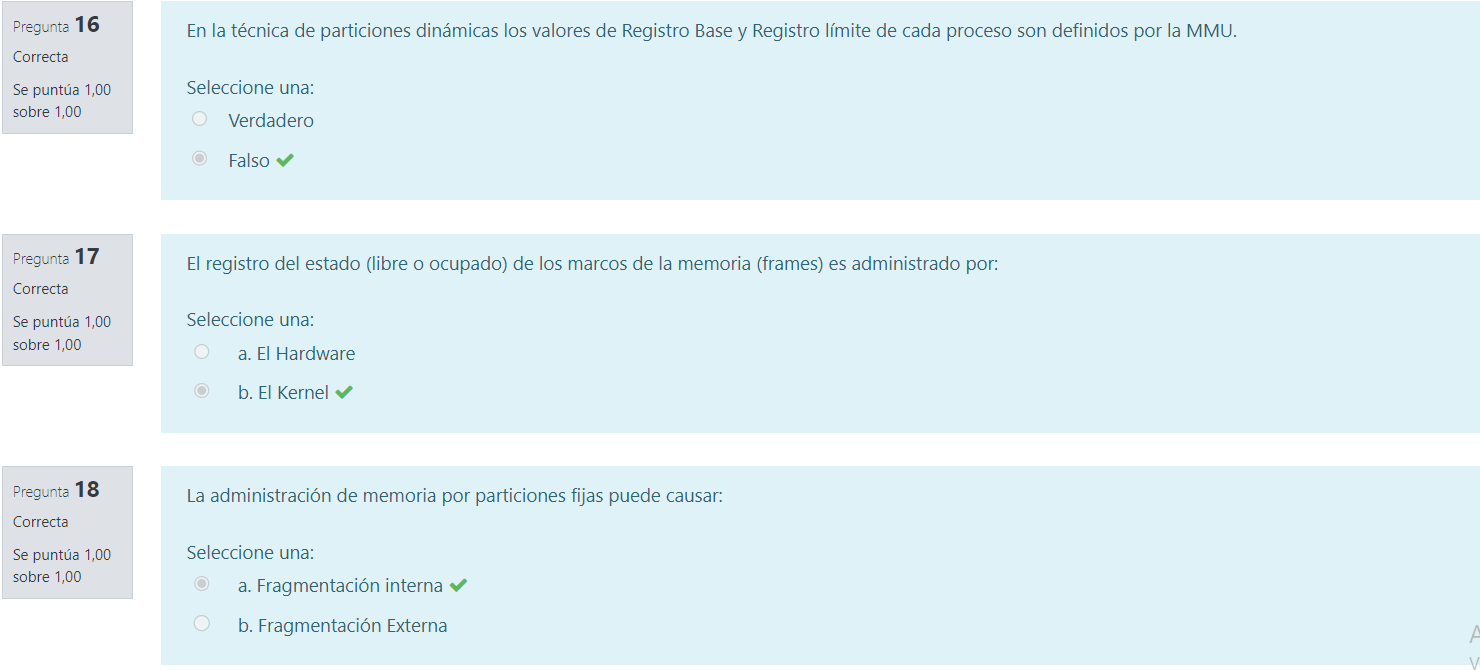 Pregunta 16
Correcta
Se puntúa 1,00
sobre 1,00
En la técnica de particiones dinámicas los valores de Registro Base y Registro límite de cada proceso son definidos por la MMU.
Seleccione una:
Verdadero
Falso
Pregunta 17
Correcta
Se puntúa 1,00
sobre 1,00
El registro del estado (libre o ocupado) de los marcos de la memoria (frames) es administrado por:
Seleccione una:
a. El Hardware
b. El Kernel
Pregunta 18
Correcta
Se puntúa 1,00
sobre 1,00
La administración de memoria por particiones fijas puede causar:
Seleccione una:
a. Fragmentación interna
b. Fragmentación Externa